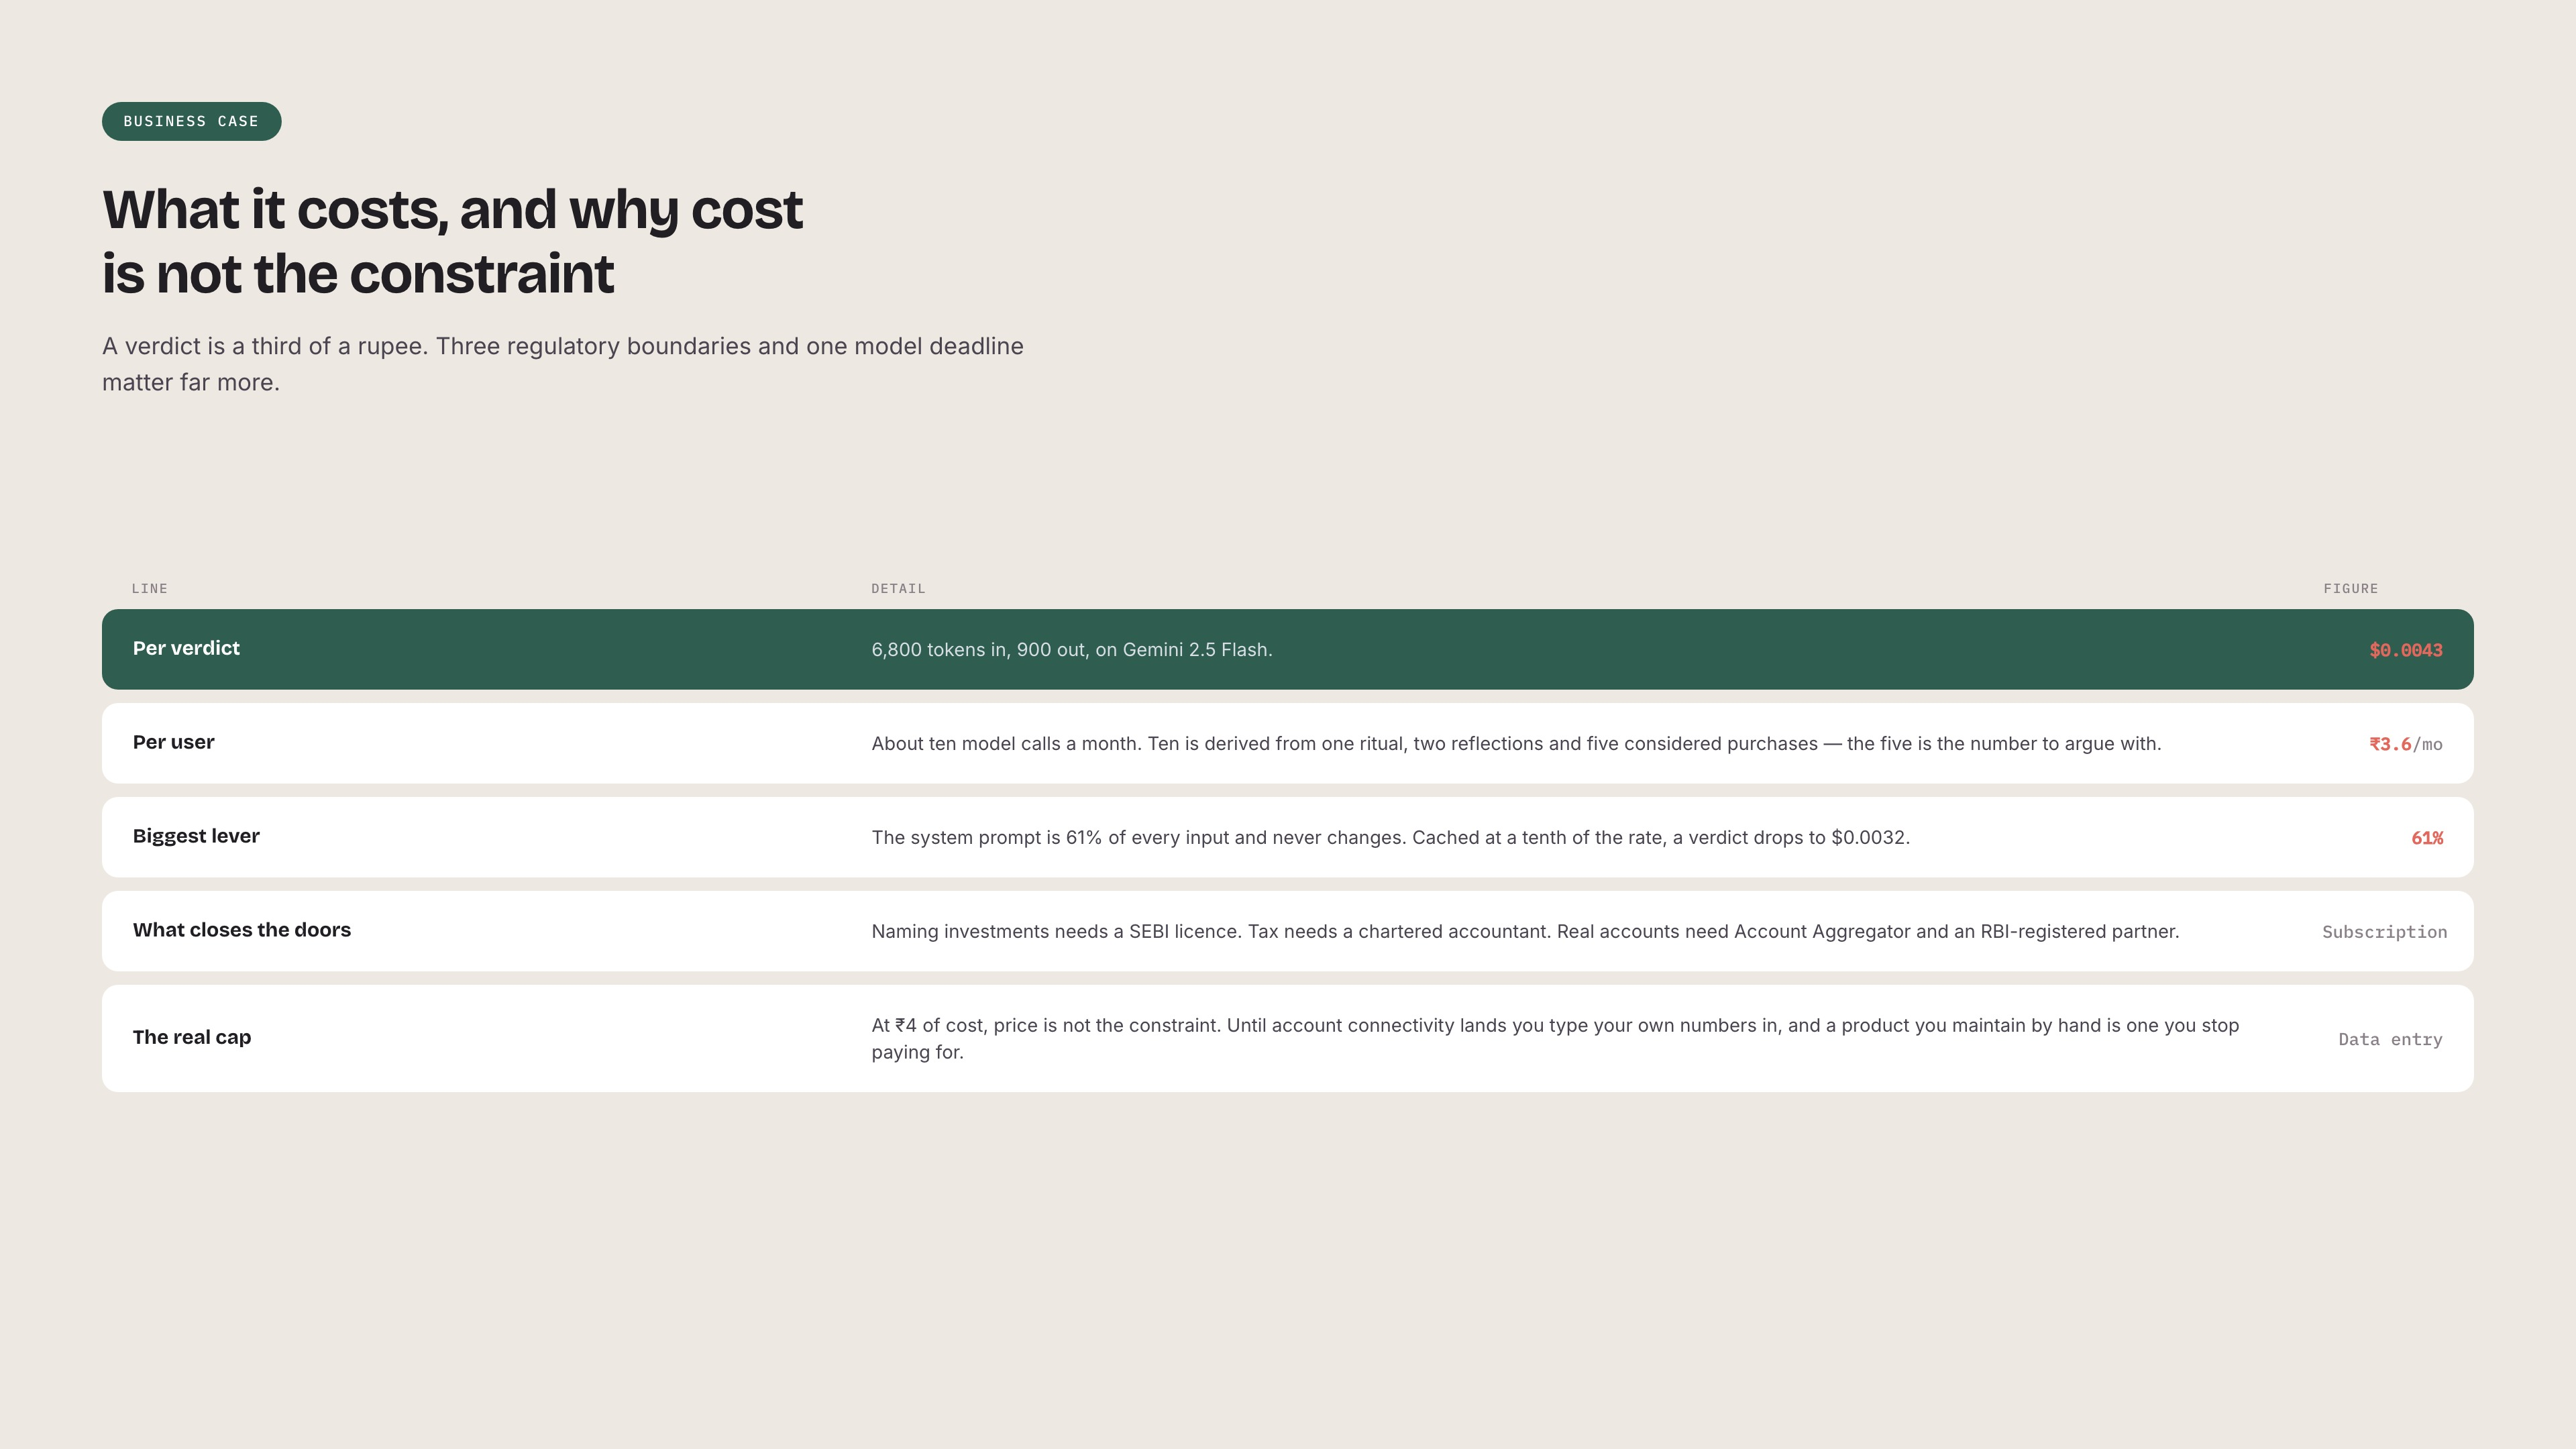 BUSINESS CASE
What it costs, and why cost
is not the constraint
A verdict is a third of a rupee. Three regulatory boundaries and one model deadline
matter far more.
LINE DETAIL FIGURE
Per verdict 6,800 tokens in, 900 out, on Gemini 2.5 Flash. $0.0043
Per user About ten model calls a month. Ten is derived from one ritual, two reflections and five considered purchases — the five is the number to argue with. ₹3.6/mo
Biggest lever The system prompt is 61% of every input and never changes. Cached at a tenth of the rate, a verdict drops to $0.0032. 61%
What closes the doors Naming investments needs a SEBI licence. Tax needs a chartered accountant. Real accounts need Account Aggregator and an RBI-registered partner. Subscription
The real cap At ₹4 of cost, price is not the constraint. Until account connectivity lands you type your own numbers in, and a product you maintain by hand is one you stop
paying for. Data entry